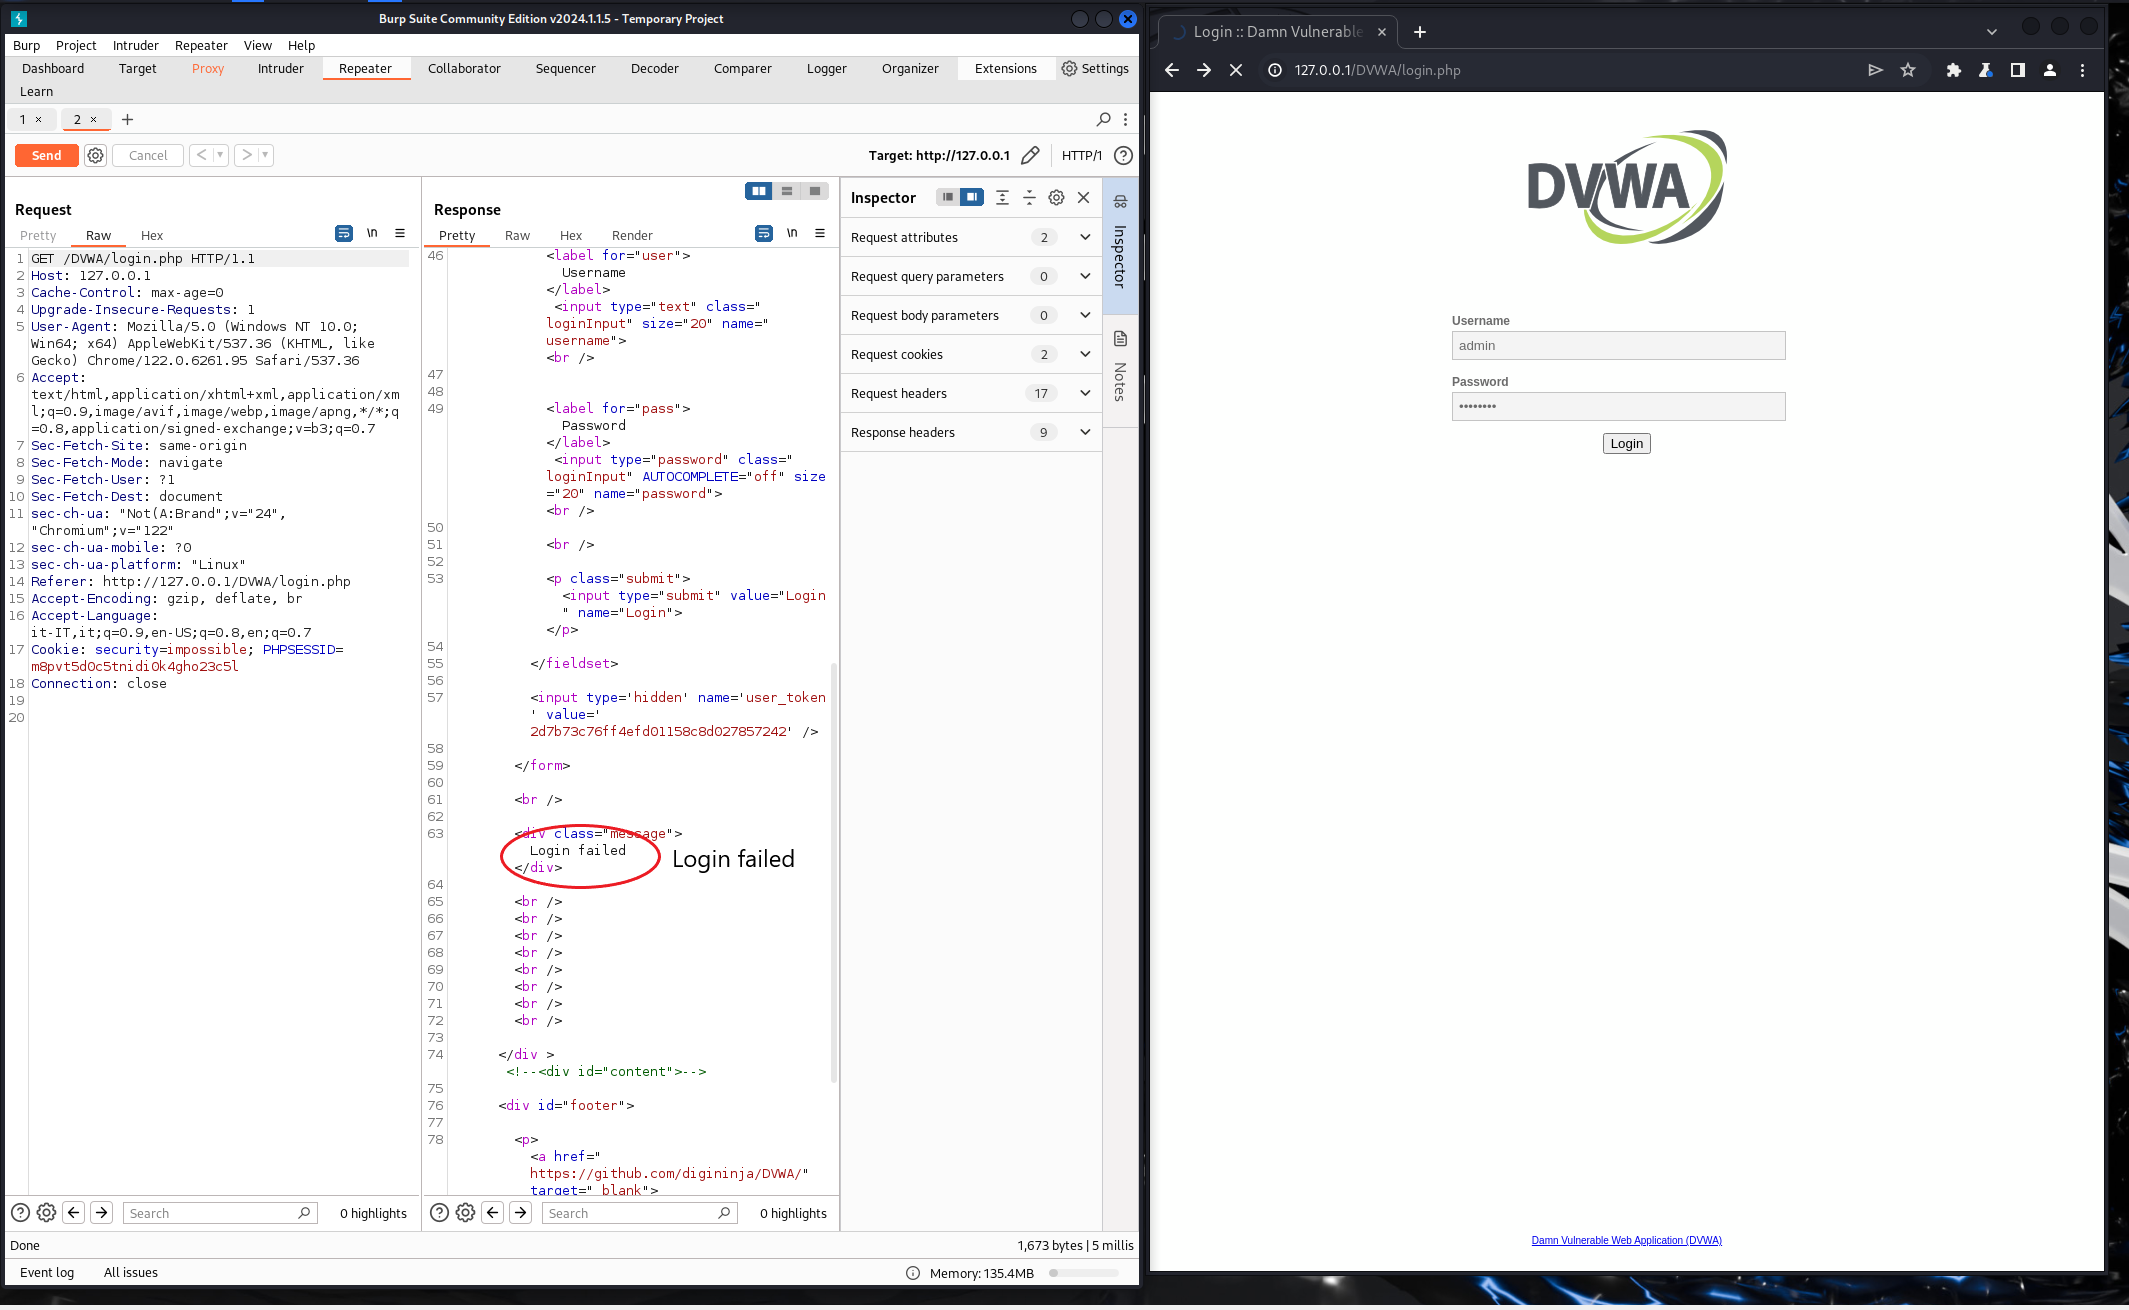 Burp Suite Community Edition v2024.1.1.5 - Temporary Project
Burp Project Intruder Repeater View Help
Dashboard Target Proxy Intruder Repeater Collaborator Sequencer Decoder Comparer Logger Organizer Extensions Settings
Learn
1 × 2 × +
Send Cancel < > Target: http://127.0.0.1 HTTP/1
Request
Pretty Raw Hex \n
1 GET /DVWA/login.php HTTP/1.1
2 Host: 127.0.0.1
3 Cache-Control: max-age=0
4 Upgrade-Insecure-Requests: 1
5 User-Agent: Mozilla/5.0 (Windows NT 10.0;
Win64; x64) AppleWebKit/537.36 (KHTML, like
Gecko) Chrome/122.0.6261.95 Safari/537.36
6 Accept:
text/html,application/xhtml+xml,application/xm
l;q=0.9,image/avif,image/webp,image/apng,*/*;q
=0.8,application/signed-exchange;v=b3;q=0.7
7 Sec-Fetch-Site: same-origin
8 Sec-Fetch-Mode: navigate
9 Sec-Fetch-User: ?1
10 Sec-Fetch-Dest: document
11 sec-ch-ua: "Not(A:Brand";v="24",
"Chromium";v="122"
12 sec-ch-ua-mobile: ?0
13 sec-ch-ua-platform: "Linux"
14 Referer: http://127.0.0.1/DVWA/login.php
15 Accept-Encoding: gzip, deflate, br
16 Accept-Language:
it-IT,it;q=0.9,en-US;q=0.8,en;q=0.7
17 Cookie: security=impossible; PHPSESSID=
m8pvt5d0c5tnidi0k4gho23c5l
18 Connection: close
19
20
Search 0 highlights
Response
Pretty Raw Hex Render \n
46 <label for="user">
Username
</label>
<input type="text" class="
loginInput" size="20" name="
username">
<br />
47
48
49 <label for="pass">
Password
</label>
<input type="password" class="
loginInput" AUTOCOMPLETE="off" size
="20" name="password">
<br />
50
51 <br />
52
53 <p class="submit">
<input type="submit" value="Login
" name="Login">
</p>
54
55 </fieldset>
56
57 <input type='hidden' name='user_token
' value='
2d7b73c76ff4efd01158c8d027857242' />
58
59 </form>
60
61 <br />
62
63 <div class="message">
Login failed
</div>
Login failed
64
65 <br />
66 <br />
67 <br />
68 <br />
69 <br />
70 <br />
71 <br />
72 <br />
73
74 </div >
<!--<div id="content">-->
75
76 <div id="footer">
77
78 <p>
<a href="
https://github.com/digininja/DVWA/"
target="_blank">
Search 0 highlights
Inspector
Request attributes 2
Request query parameters 0
Request body parameters 0
Request cookies 2
Request headers 17
Response headers 9
Inspector
Notes
Done 1,673 bytes | 5 millis
Event log All issues Memory: 135.4MB
Login :: Damn Vulnerable × +
127.0.0.1/DVWA/login.php
DVWA
Username
admin
Password
••••••••
Login
Damn Vulnerable Web Application (DVWA)